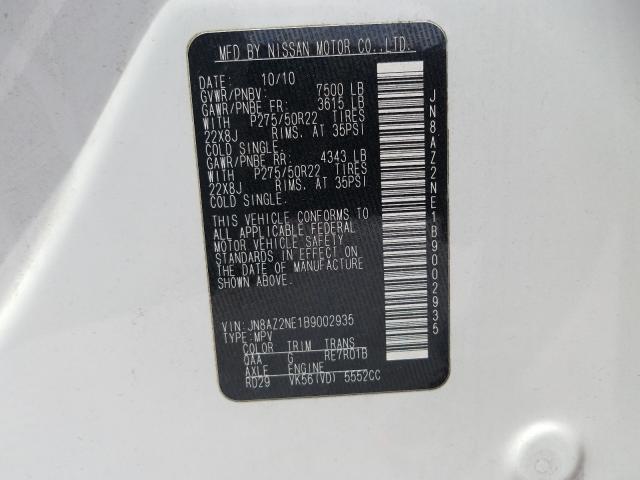 MFD BY NISSAN MOTOR CO.,LTD.
DATE: 10/10
GVWR/PNBV: 7500 LB
GAWR/PNBE FR: 3615 LB
WITH P275/50R22 TIRES
22X8J RIMS. AT 35PSI
COLD SINGLE.
GAWR/PNBE RR: 4343 LB
WITH P275/50R22 TIRES
22X8J RIMS. AT 35PSI
COLD SINGLE.
THIS VEHICLE CONFORMS TO
ALL APPLICABLE FEDERAL
MOTOR VEHICLE SAFETY
STANDARDS IN EFFECT ON
THE DATE OF MANUFACTURE
SHOWN ABOVE.
VIN: JN8AZ2NE1B9002935
TYPE: MPV
COLOR TRIM TRANS
QAA G RE7R01B
AXLE ENGINE
RD29 VK56(VD) 5552CC
JN8AZ2NE1B9002935